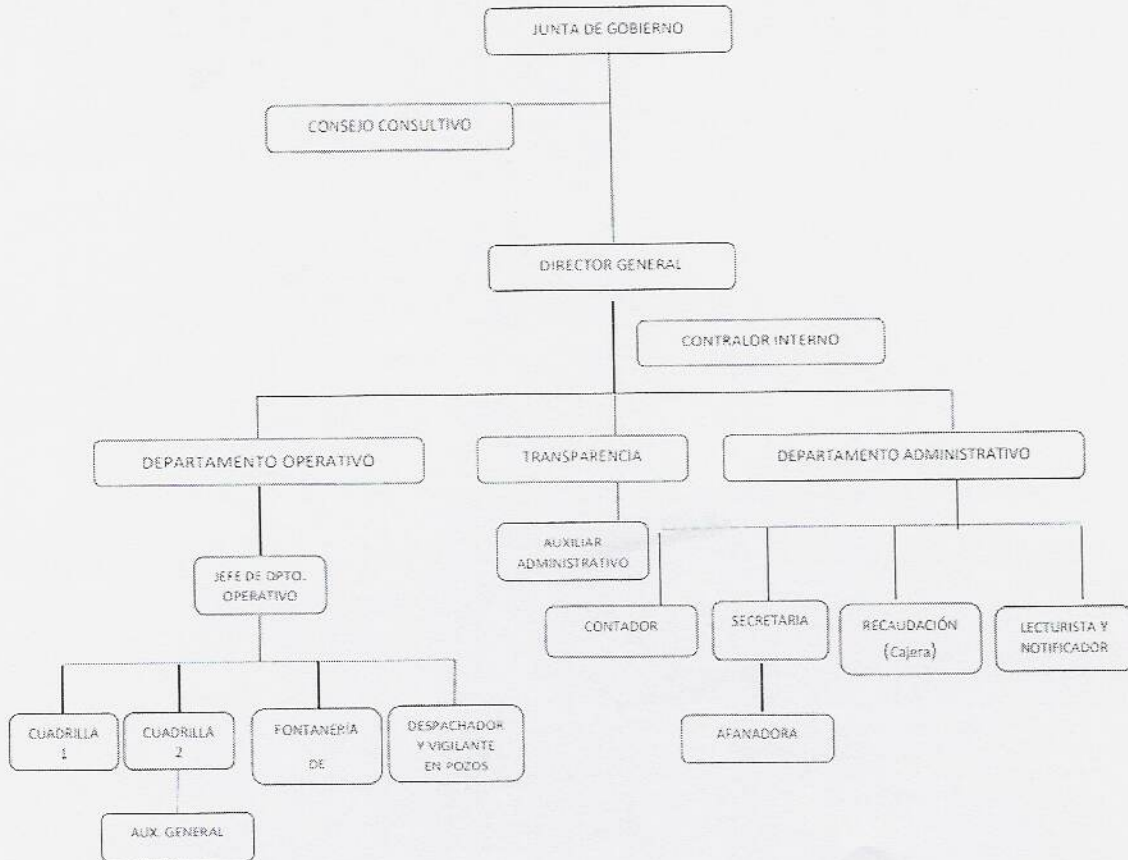 JUNTA DE GOBIERNO
CONSEJO CONSULTIVO
DIRECTOR GENERAL
CONTRALOR INTERNO
DEPARTAMENTO OPERATIVO
TRANSPARENCIA
DEPARTAMENTO ADMINISTRATIVO
AUXILIAR
ADMINISTRATIVO
JEFE DE DPTO.
OPERATIVO
CONTADOR
SECRETARIA
RECAUDACIÓN
(Cajera)
LECTURISTA Y
NOTIFICADOR
CUADRILLA
1
CUADRILLA
2
FONTANERÍA
DE
DESPACHADOR
Y VIGILANTE
EN POZOS
AFANADORA
AUX. GENERAL